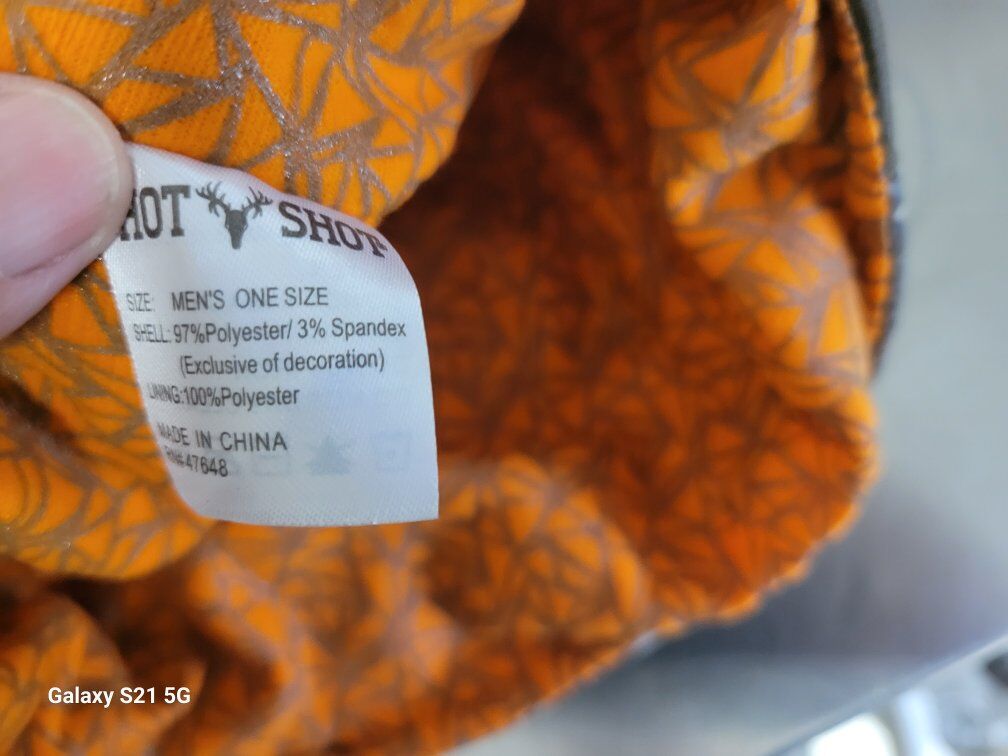 HOT SHOT
SIZE: MEN'S ONE SIZE
SHELL: 97%Polyester/ 3% Spandex
(Exclusive of decoration)
LINING:100%Polyester
MADE IN CHINA
RN#47648
Galaxy S21 5G